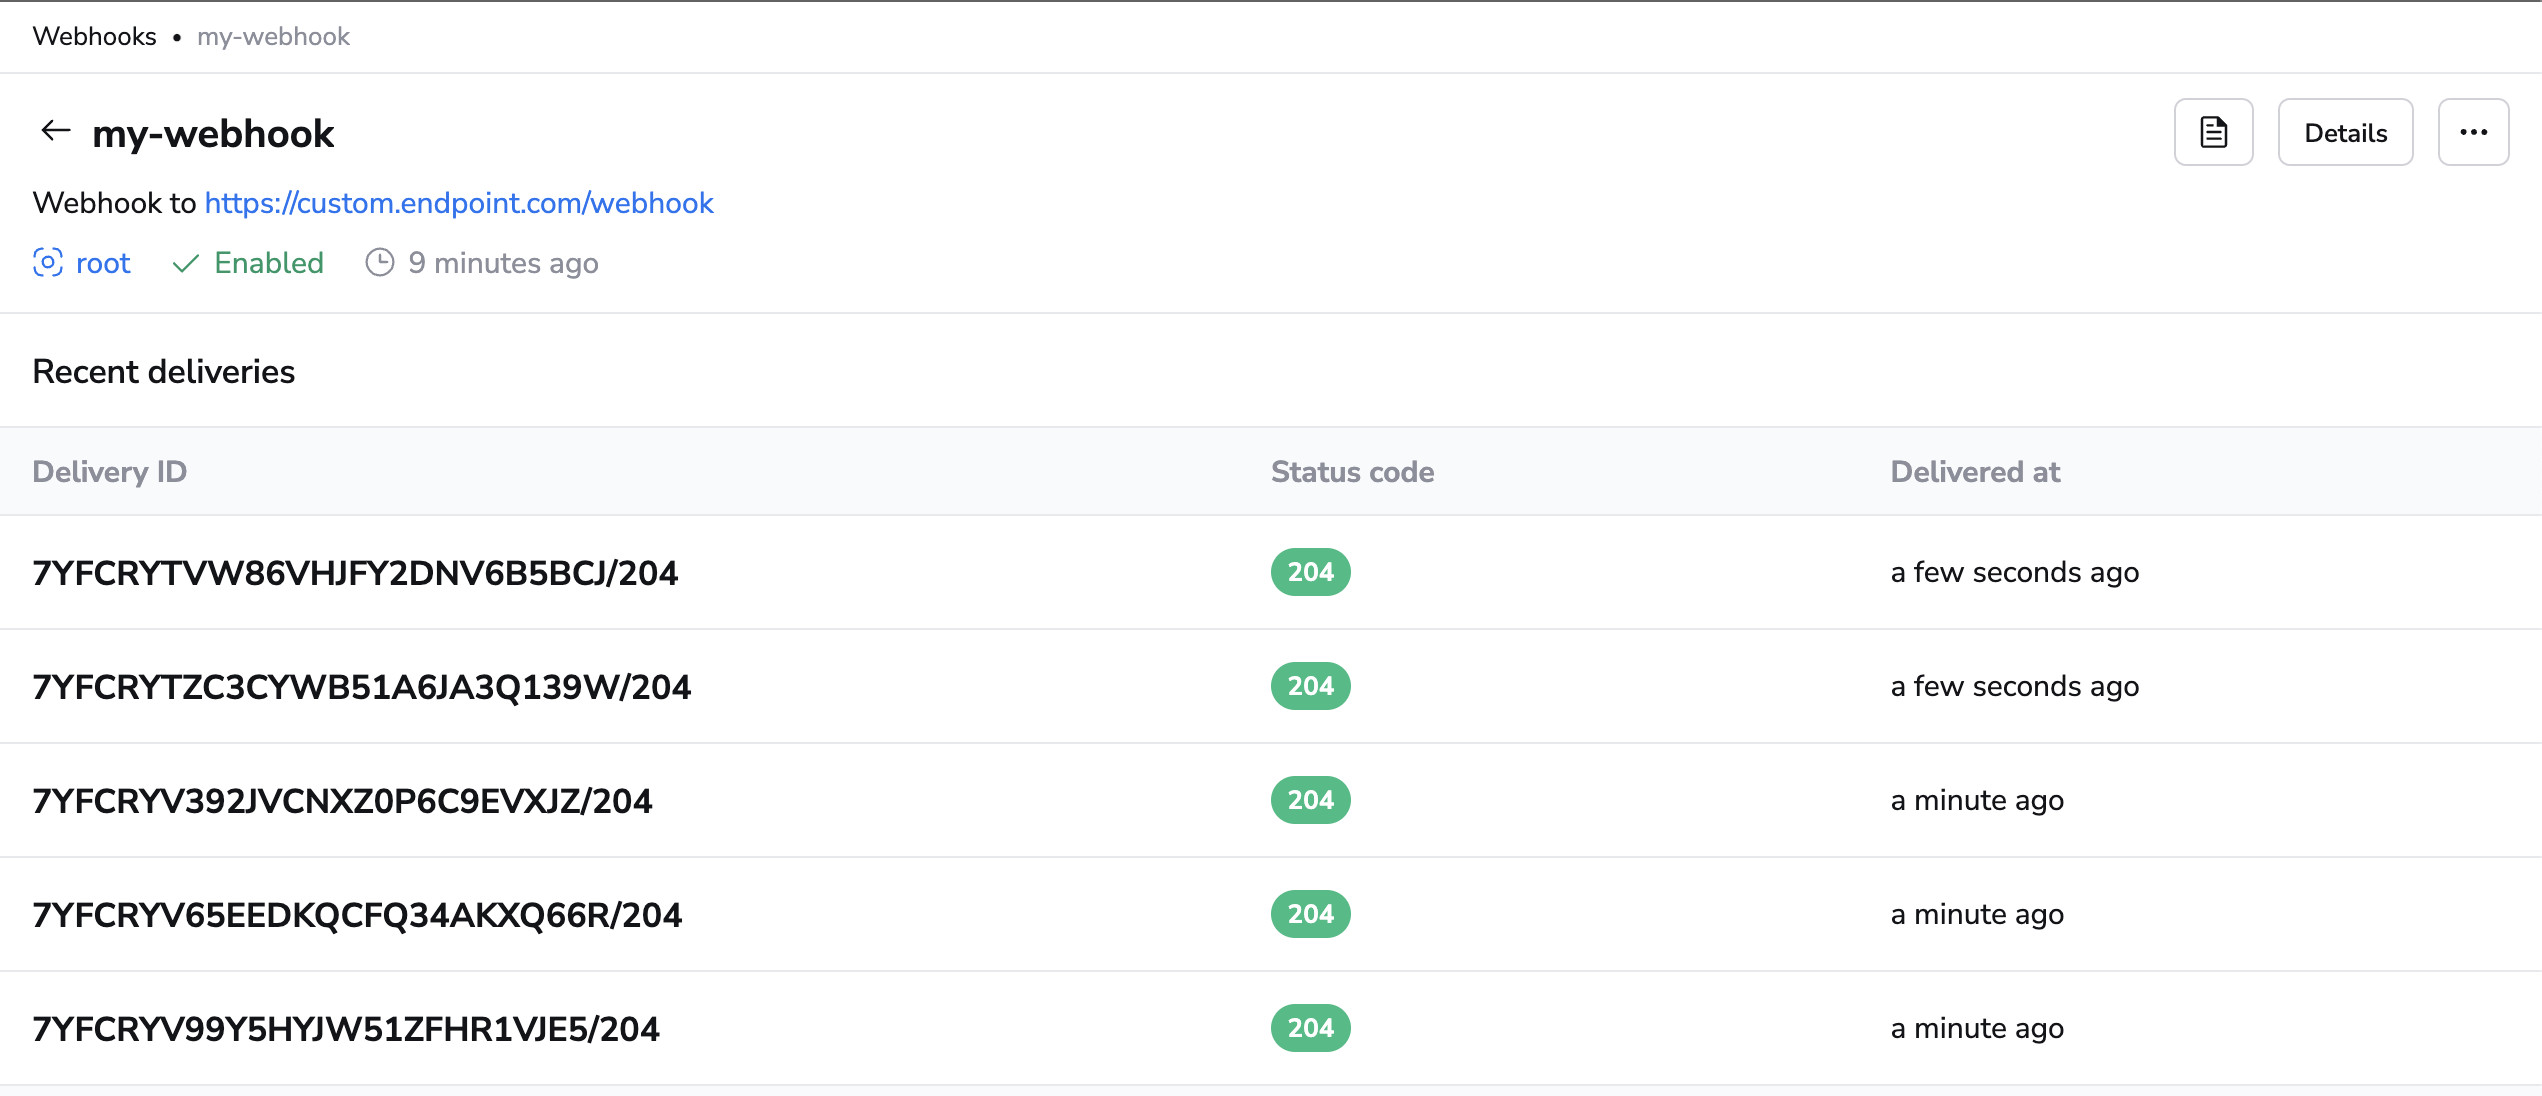 Webhooks • my-webhook
my-webhook
Details
Webhook to https://custom.endpoint.com/webhook
root Enabled 9 minutes ago
Recent deliveries
Delivery ID Status code Delivered at
7YFCRYTVW86VHJFY2DNV6B5BCJ/204 204 a few seconds ago
7YFCRYTZC3CYWB51A6JA3Q139W/204 204 a few seconds ago
7YFCRYV392JVCNXZ0P6C9EVXJZ/204 204 a minute ago
7YFCRYV65EEDKQCFQ34AKXQ66R/204 204 a minute ago
7YFCRYV99Y5HYJW51ZFHR1VJE5/204 204 a minute ago